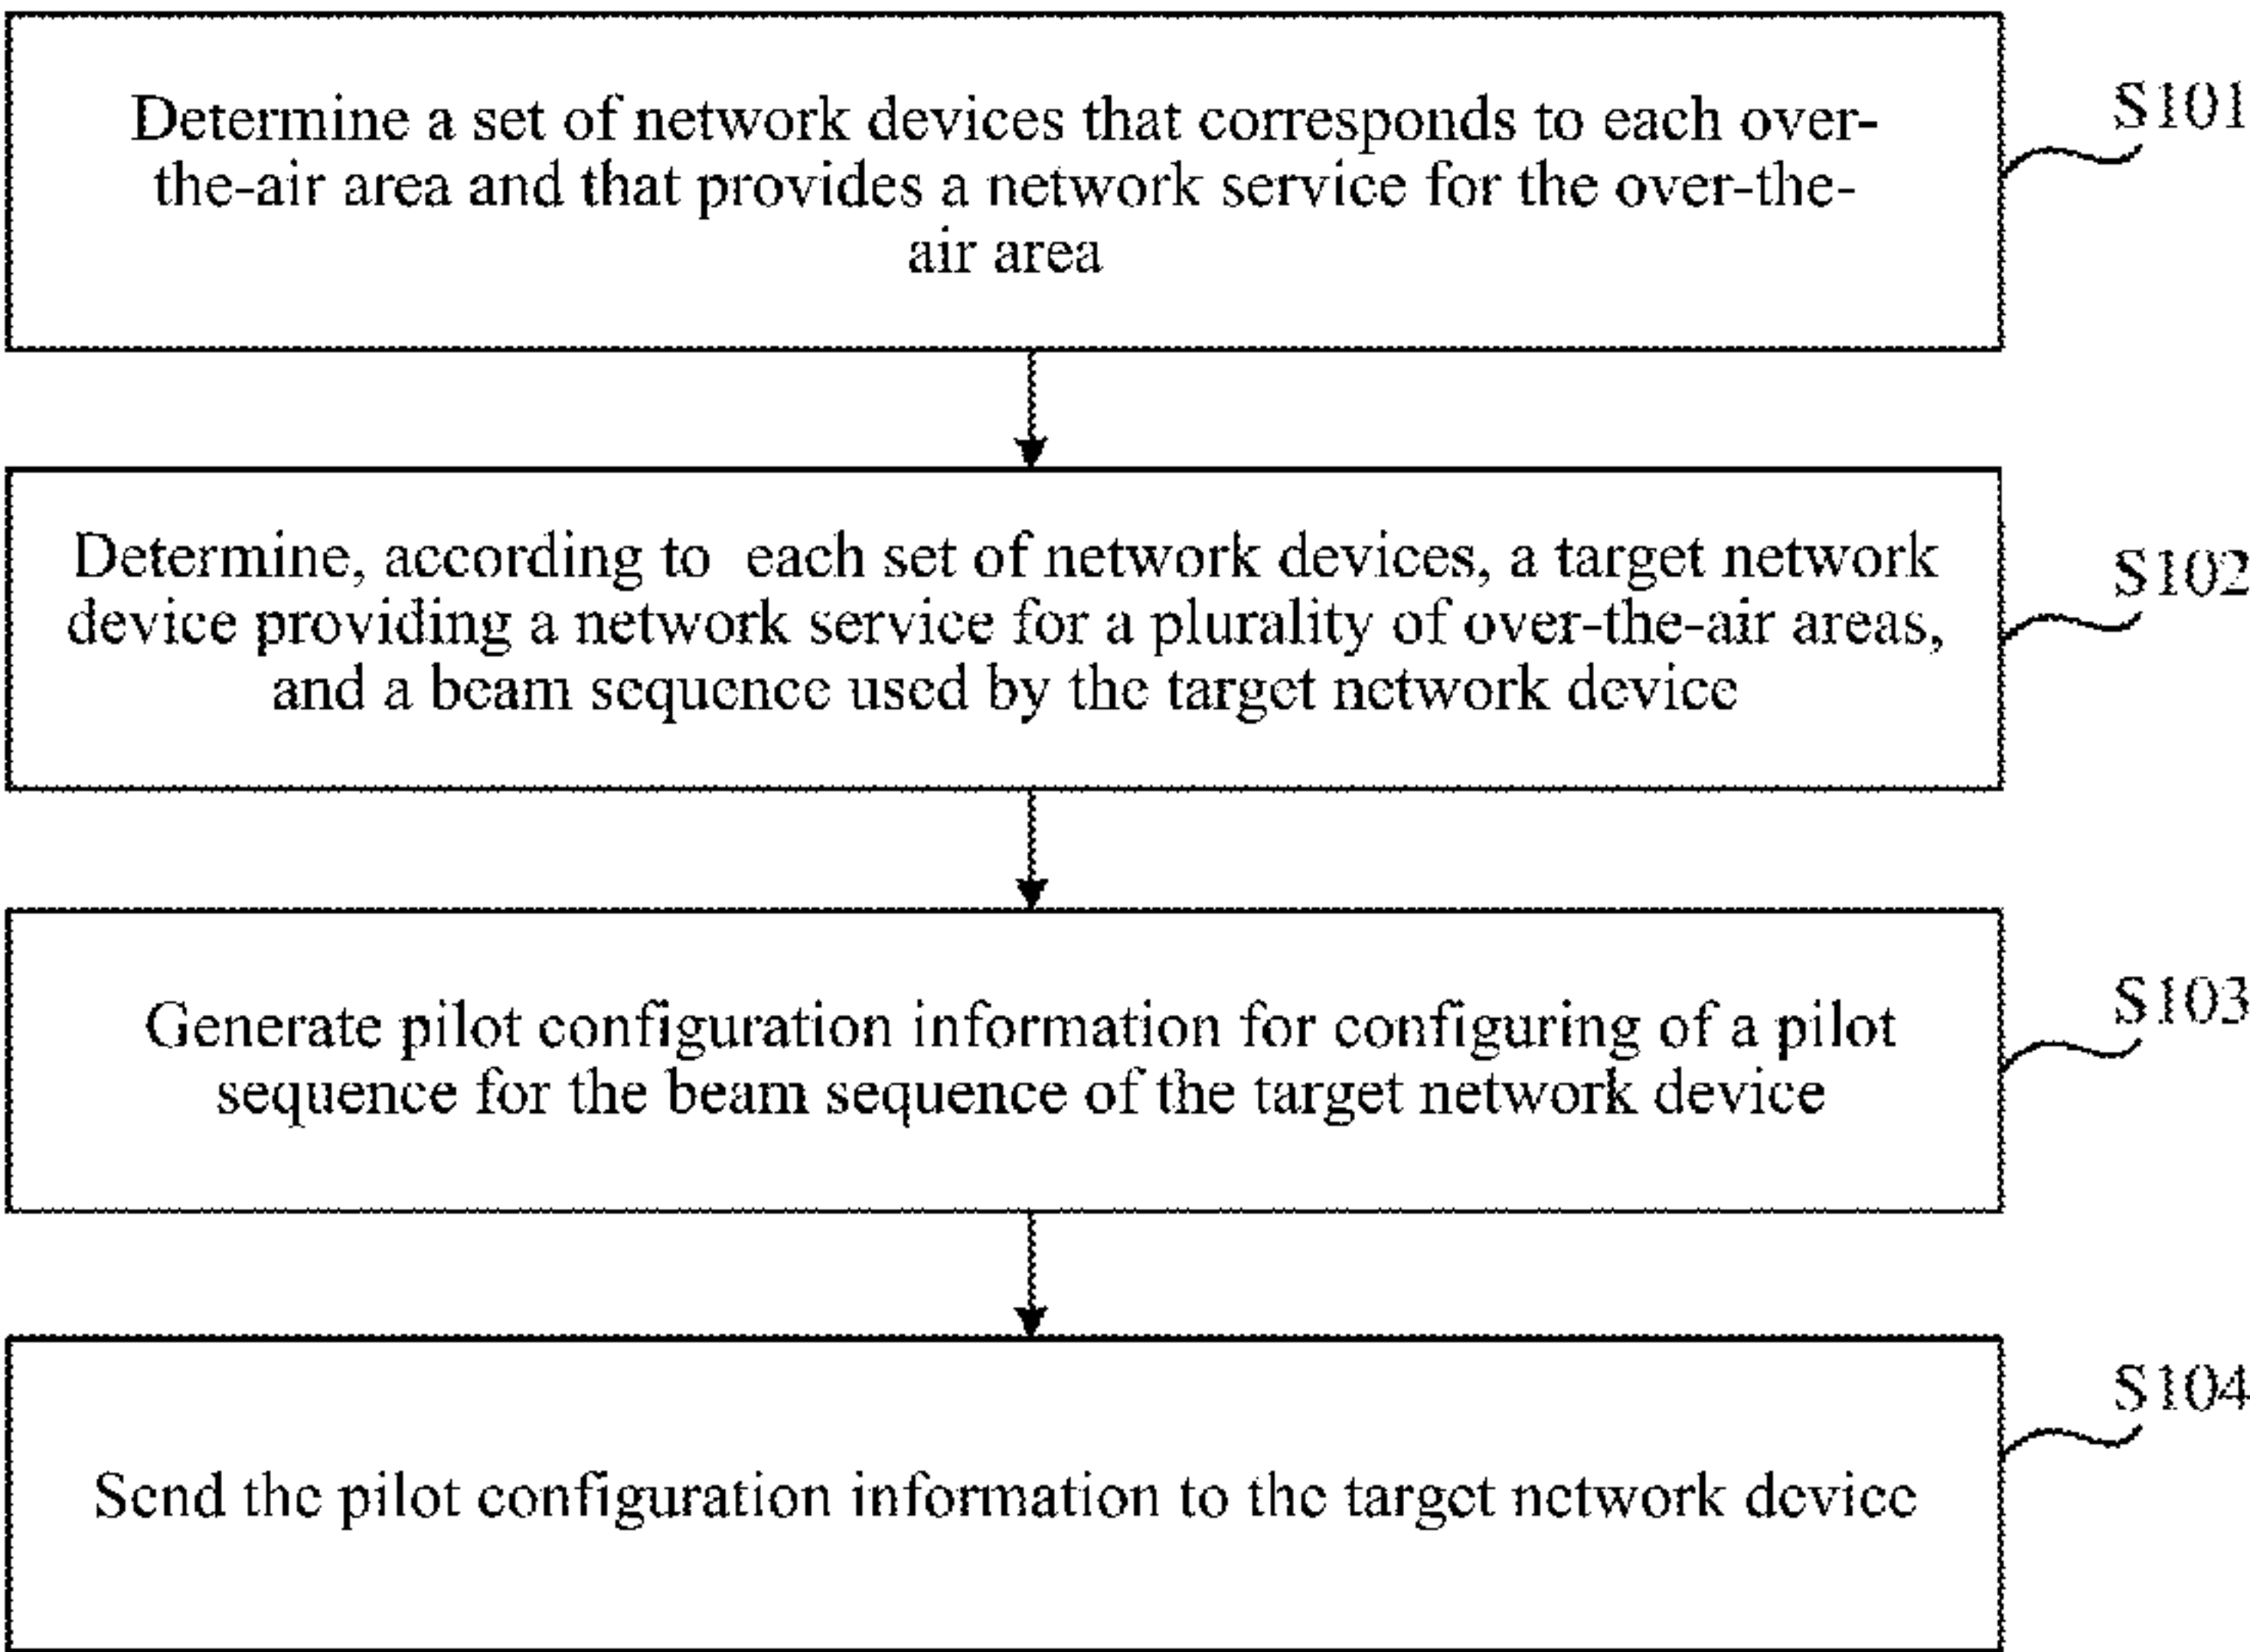 Determine a set of network devices that corresponds to each over-
the-air area and that provides a network service for the over-the-
air area
S101
Determine, according to each set of network devices, a target network
device providing a network service for a plurality of over-the-air areas,
and a beam sequence used by the target network device
S102
Generate pilot configuration information for configuring of a pilot
sequence for the beam sequence of the target network device
S103
Send the pilot configuration information to the target network device
S104